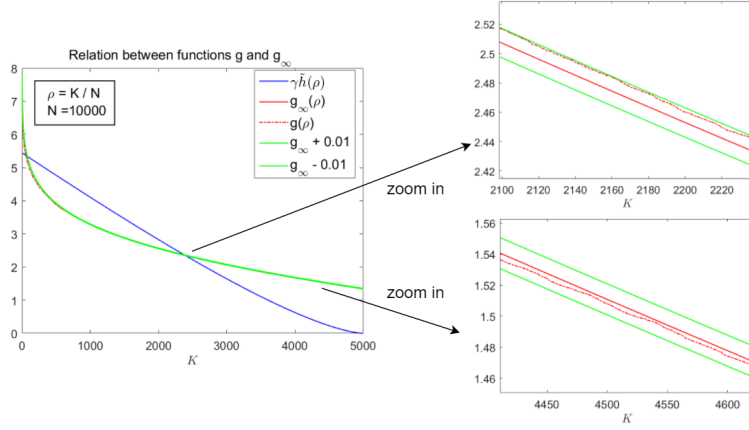 Relation between functions g and g∞
8
7
6
5
4
3
2
1
0
ρ = K / N
N =10000
γh̃(ρ)
g∞(ρ)
g(ρ)
g∞ + 0.01
g∞ - 0.01
0 1000 2000 3000 4000 5000
K
zoom in
zoom in
2.52
2.5
2.48
2.46
2.44
2.42
2100 2120 2140 2160 2180 2200 2220
K
1.56
1.54
1.52
1.5
1.48
1.46
4450 4500 4550 4600
K